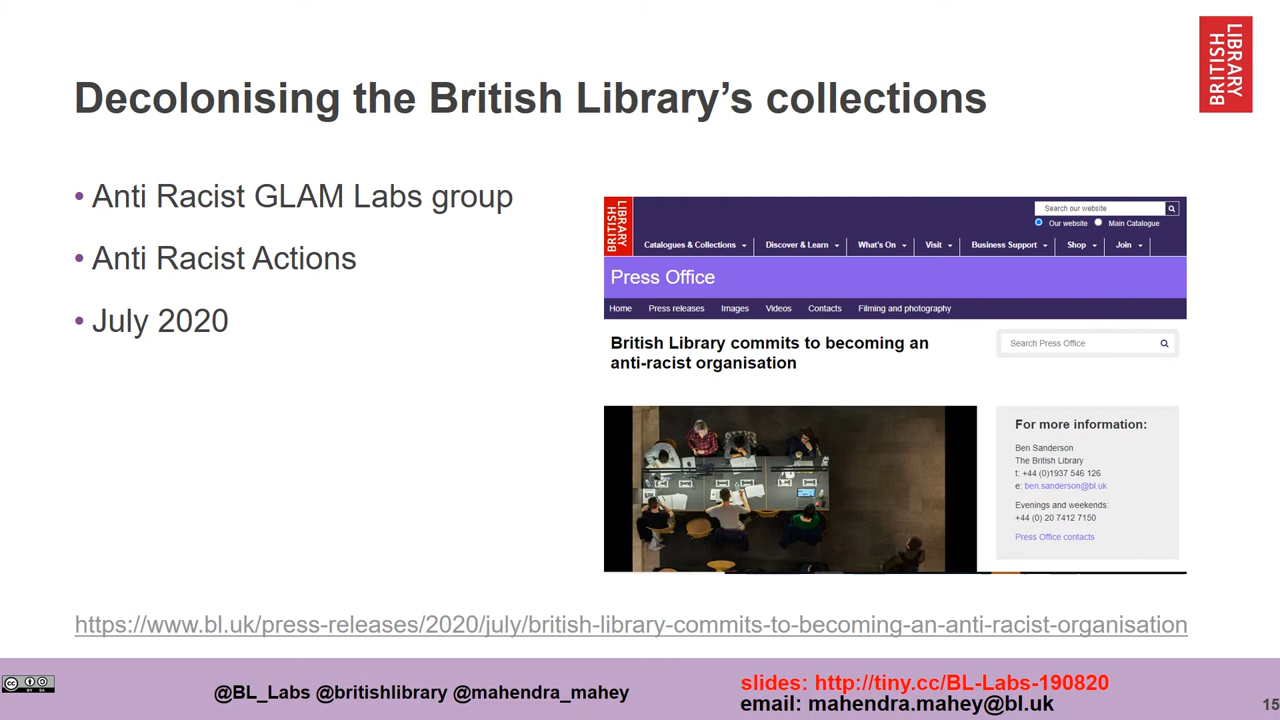 LIBRARY
BRITISH
Decolonising the British Library’s collections
• Anti Racist GLAM Labs group
• Anti Racist Actions
• July 2020
LIBRARY
BRITISH
Search our website
Our website Main Catalogue
Catalogues & Collections Discover & Learn What's On Visit Business Support Shop Join
Press Office
Home Press releases Images Videos Contacts Filming and photography
British Library commits to becoming an
anti-racist organisation
Search Press Office
For more information:
Ben Sanderson
The British Library
t: +44 (0)1937 546 126
e: ben.sanderson@bl.uk
Evenings and weekends:
+44 (0) 20 7412 7150
Press Office contacts
https://www.bl.uk/press-releases/2020/july/british-library-commits-to-becoming-an-anti-racist-organisation
cc BY SA
@BL_Labs @britishlibrary @mahendra_mahey
slides: http://tiny.cc/BL-Labs-190820
email: mahendra.mahey@bl.uk
15